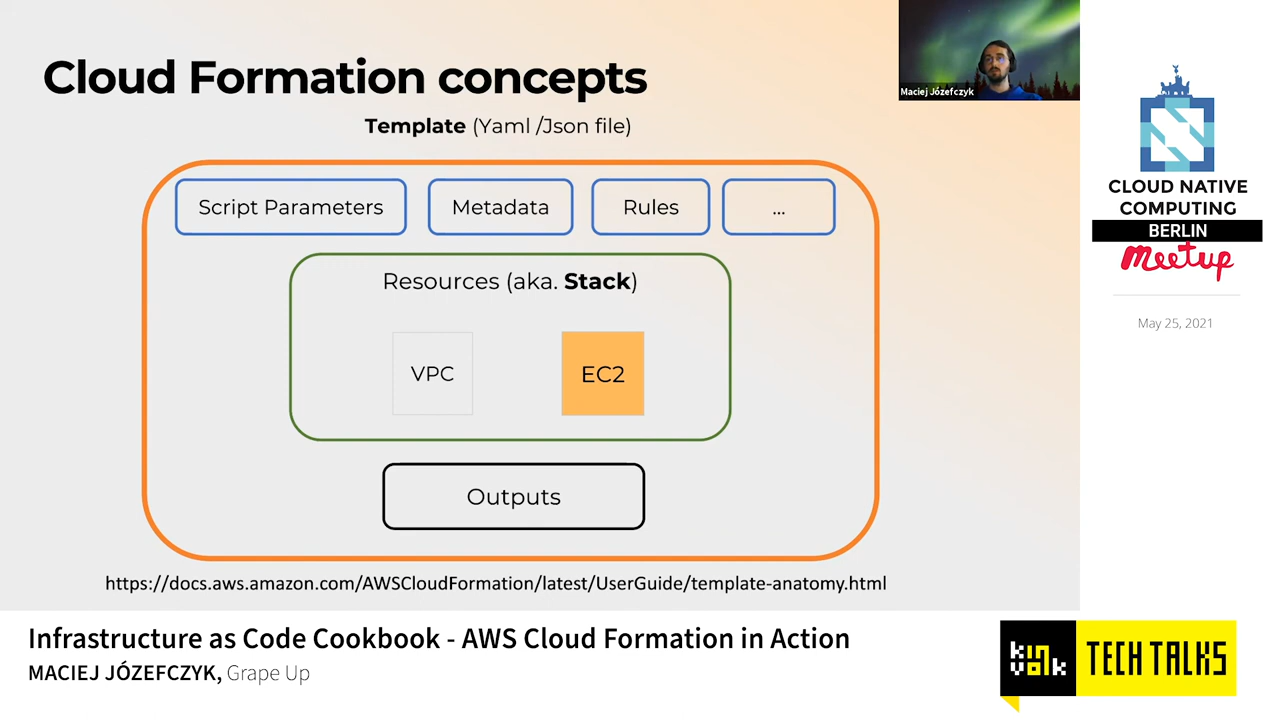 Cloud Formation concepts
Template (Yaml /Json file)
Script Parameters
Metadata
Rules
...
Resources (aka. Stack)
VPC
EC2
Outputs
https://docs.aws.amazon.com/AWSCloudFormation/latest/UserGuide/template-anatomy.html
Maciej Józefczyk
CLOUD NATIVE
COMPUTING
BERLIN
Meetup
May 25, 2021
Infrastructure as Code Cookbook - AWS Cloud Formation in Action
MACIEJ JÓZEFCZYK, Grape Up
kinvolk
TECH TALKS